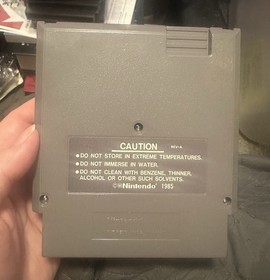 CAUTION REV-A
● DO NOT STORE IN EXTREME TEMPERATURES.
● DO NOT IMMERSE IN WATER.
● DO NOT CLEAN WITH BENZENE, THINNER,
ALCOHOL OR OTHER SUCH SOLVENTS.
©®Nintendo® 1985